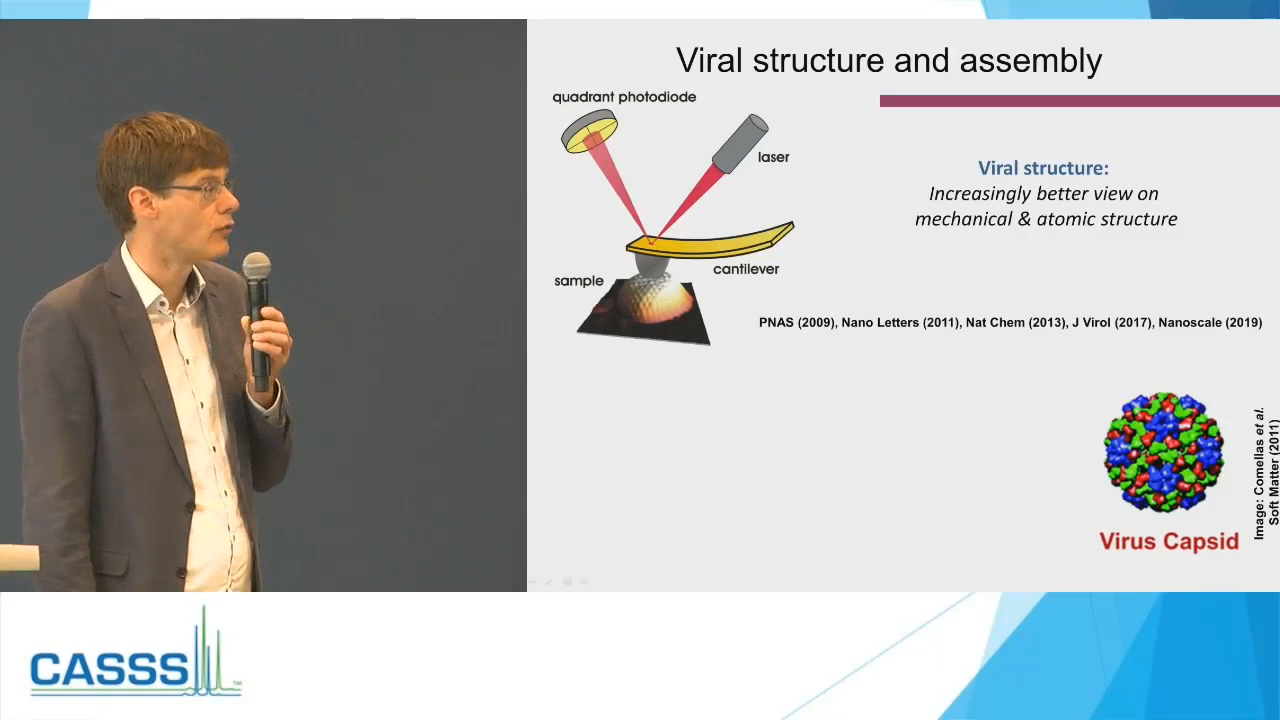 Viral structure and assembly
quadrant photodiode
laser
Viral structure:
Increasingly better view on
mechanical & atomic structure
sample
cantilever
PNAS (2009), Nano Letters (2011), Nat Chem (2013), J Virol (2017), Nanoscale (2019)
Image: Comellas et al.
Soft Matter (2011)
Virus Capsid
CASSS™